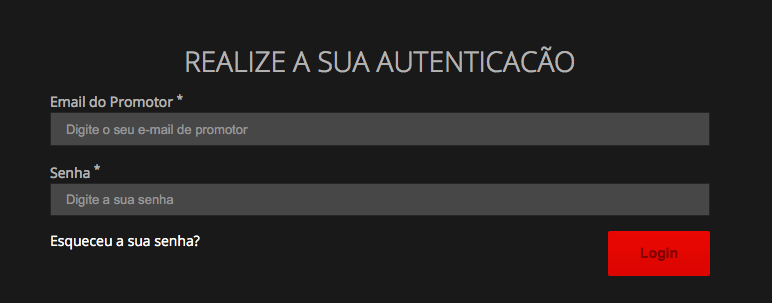 REALIZE A SUA AUTENTICACÃO
Email do Promotor *
Digite o seu e-mail de promotor
Senha *
Digite a sua senha
Esqueceu a sua senha?
Login